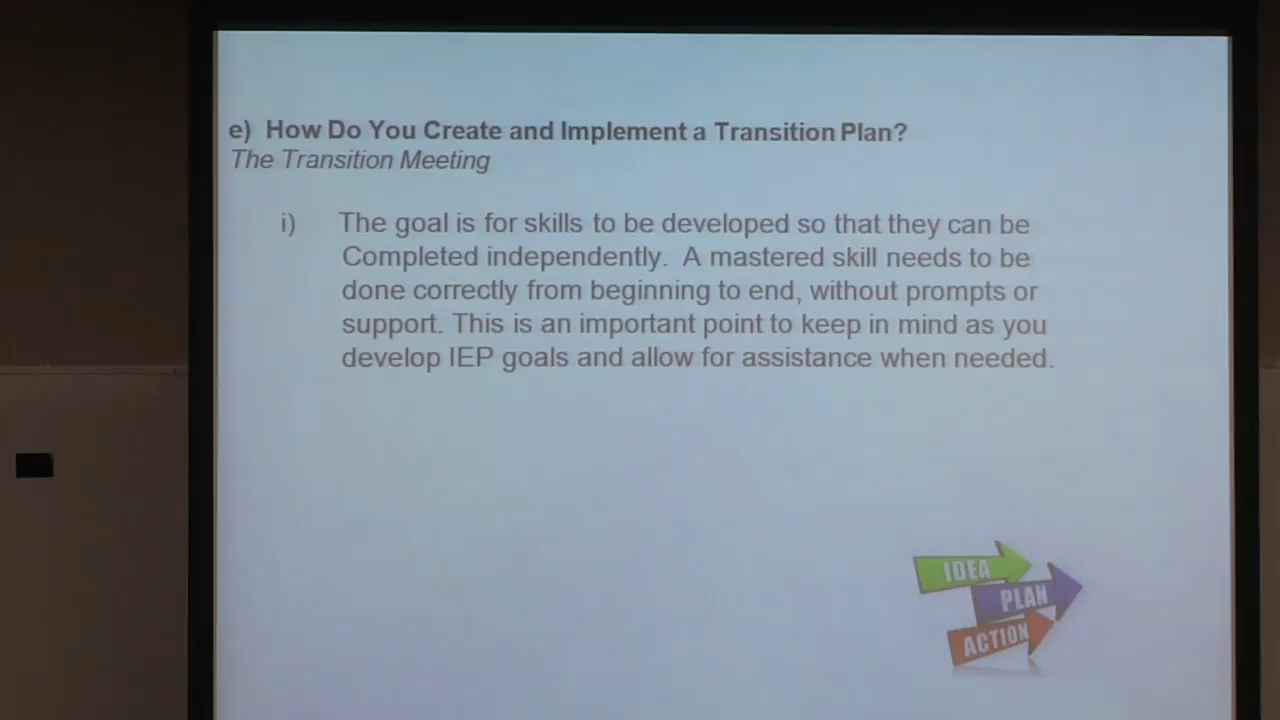 e) How Do You Create and Implement a Transition Plan?
The Transition Meeting
i) The goal is for skills to be developed so that they can be
Completed independently. A mastered skill needs to be
done correctly from beginning to end, without prompts or
support. This is an important point to keep in mind as you
develop IEP goals and allow for assistance when needed.
IDEA
PLAN
ACTION